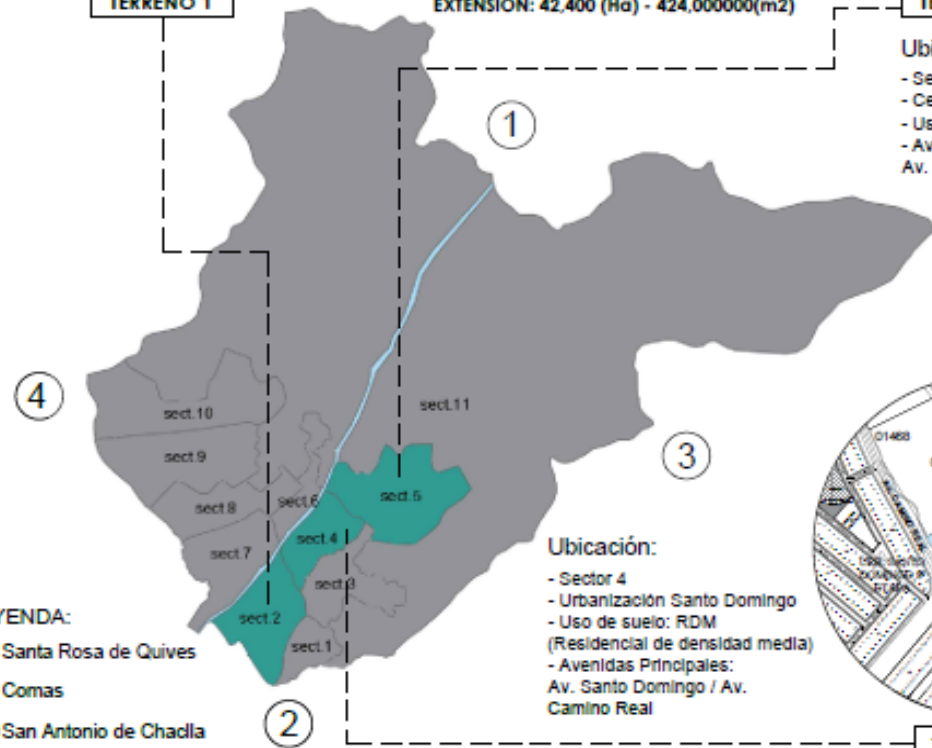 TERRENO 1
EXTENSIÓN: 42,400 (Ha) - 424,000000(m2)
1
- Se
- Ce
- Us
- Av
Av.
4
sect.10
sect.11
sect.9
3
01468
sect.8
sect.6
sect.5
sect.7
sect.4
sect.3
sect.2
sect.1
Ubicación:
- Sector 4
- Urbanización Santo Domingo
- Uso de suelo: RDM
(Residencial de densidad media)
- Avenidas Principales:
Av. Santo Domingo / Av.
Camino Real
YENDA:
Santa Rosa de Quives
Comas
San Antonio de Chadlla
2